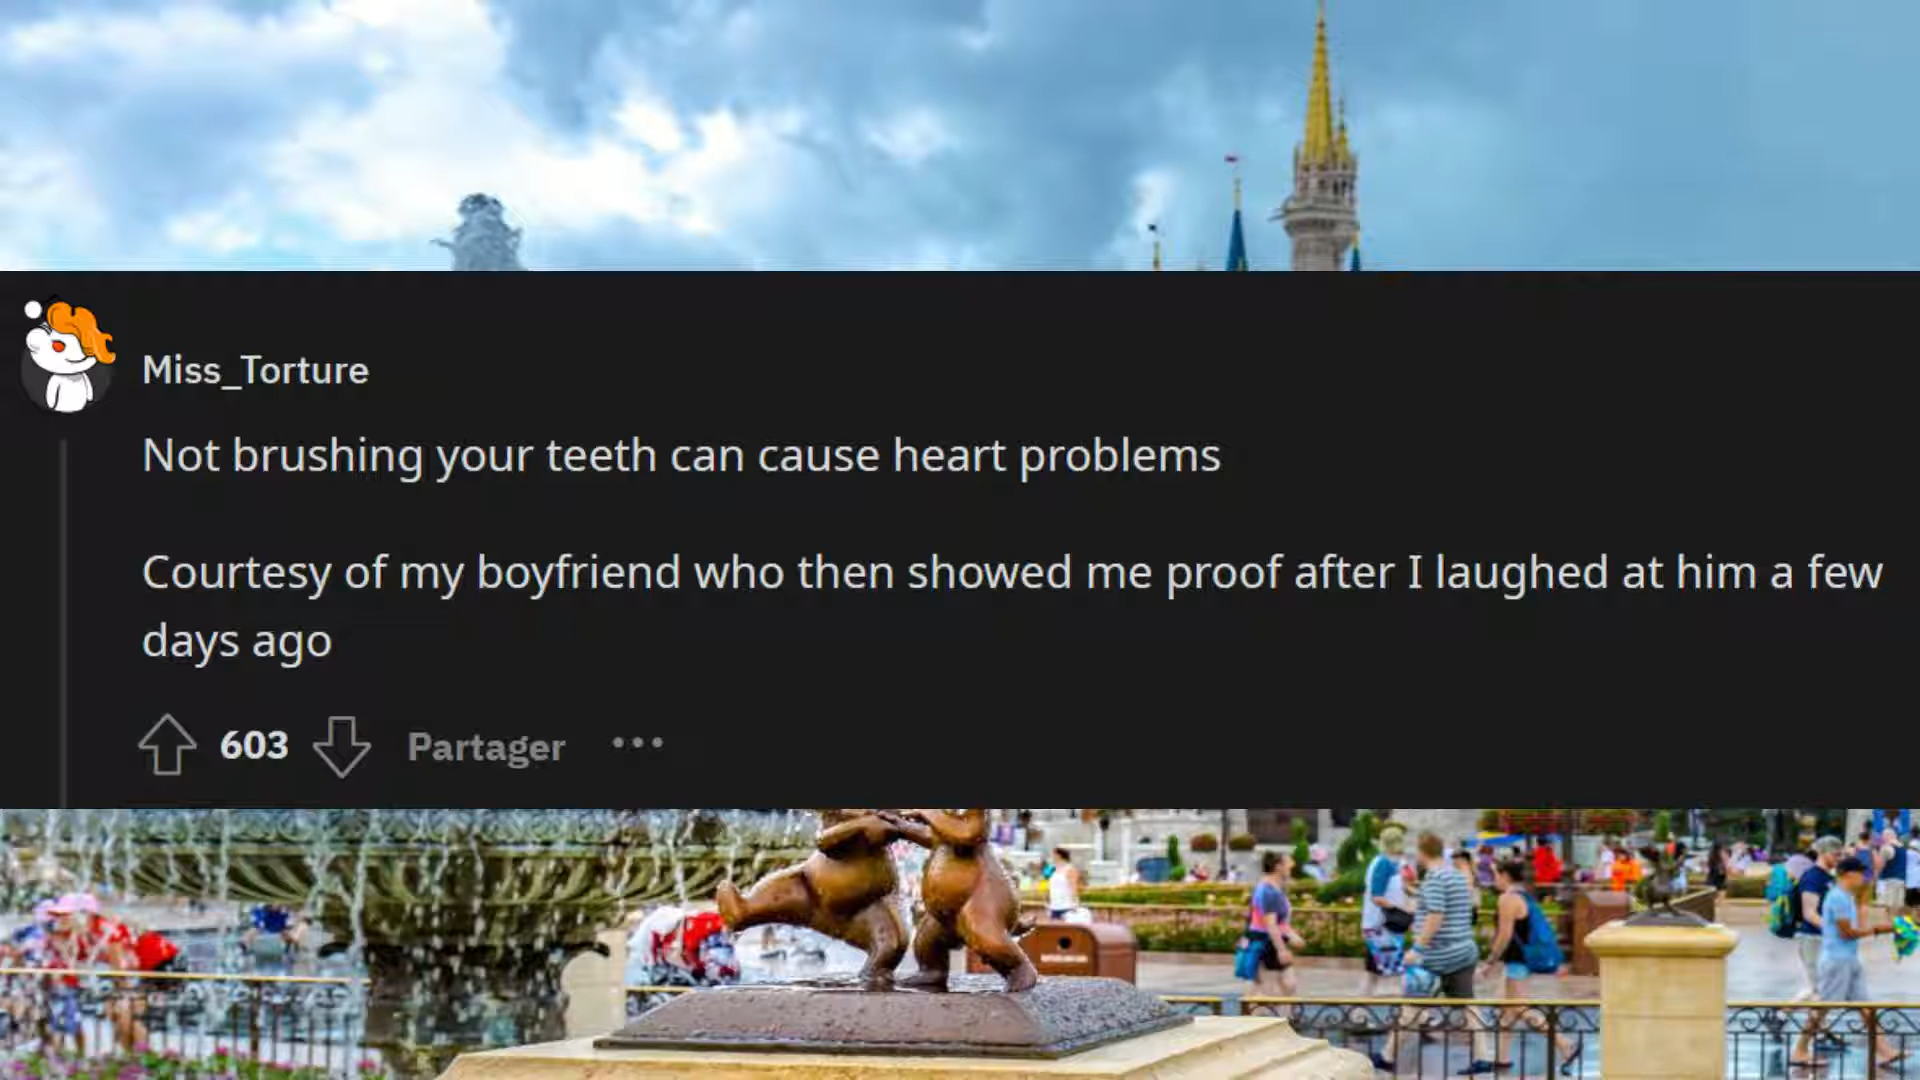 Miss_Torture
Not brushing your teeth can cause heart problems
Courtesy of my boyfriend who then showed me proof after I laughed at him a few
days ago
603 Partager ...